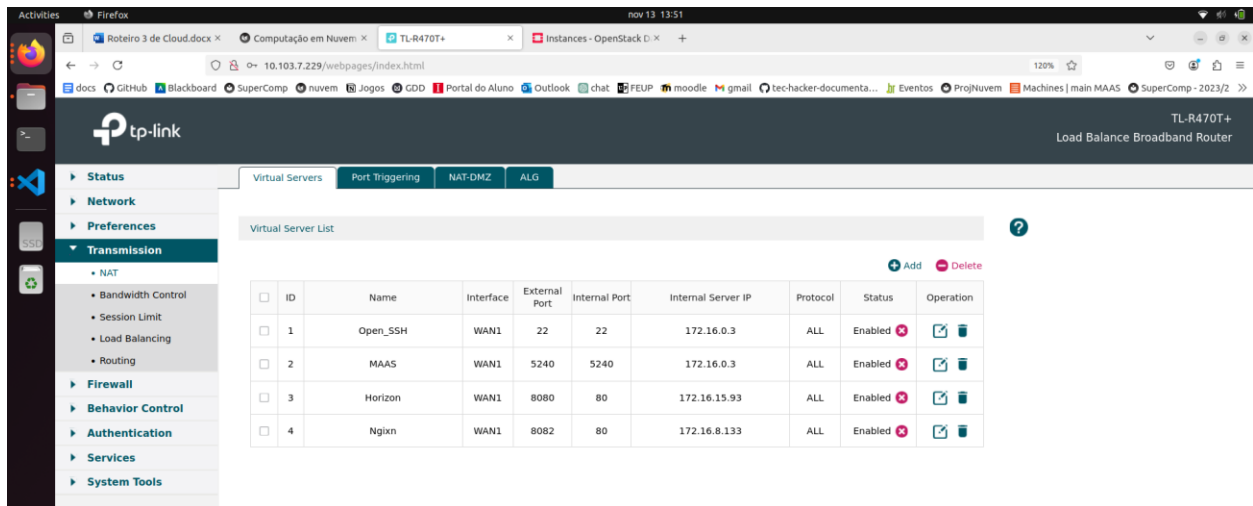 Activities Firefox nov 13 13:51
Roteiro 3 de Cloud.docx × Computação em Nuvem × TL-R470T+ × Instances - OpenStack D × +
10.103.7.229/webpages/index.html 120%
docs GitHub Blackboard SuperComp nuvem Jogos GDD Portal do Aluno Outlook chat FEUP moodle gmail tec-hacker-documenta... Eventos ProjNuvem Machines | main MAAS SuperComp - 2023/2 »
tp-link
TL-R470T+
Load Balance Broadband Router
Status
Network
Preferences
Transmission
• NAT
• Bandwidth Control
• Session Limit
• Load Balancing
• Routing
Firewall
Behavior Control
Authentication
Services
System Tools
SSD
Virtual Servers Port Triggering NAT-DMZ ALG
Virtual Server List ?
Add Delete
ID Name Interface External Port Internal Port Internal Server IP Protocol Status Operation
1 Open_SSH WAN1 22 22 172.16.0.3 ALL Enabled
2 MAAS WAN1 5240 5240 172.16.0.3 ALL Enabled
3 Horizon WAN1 8080 80 172.16.15.93 ALL Enabled
4 Ngixn WAN1 8082 80 172.16.8.133 ALL Enabled